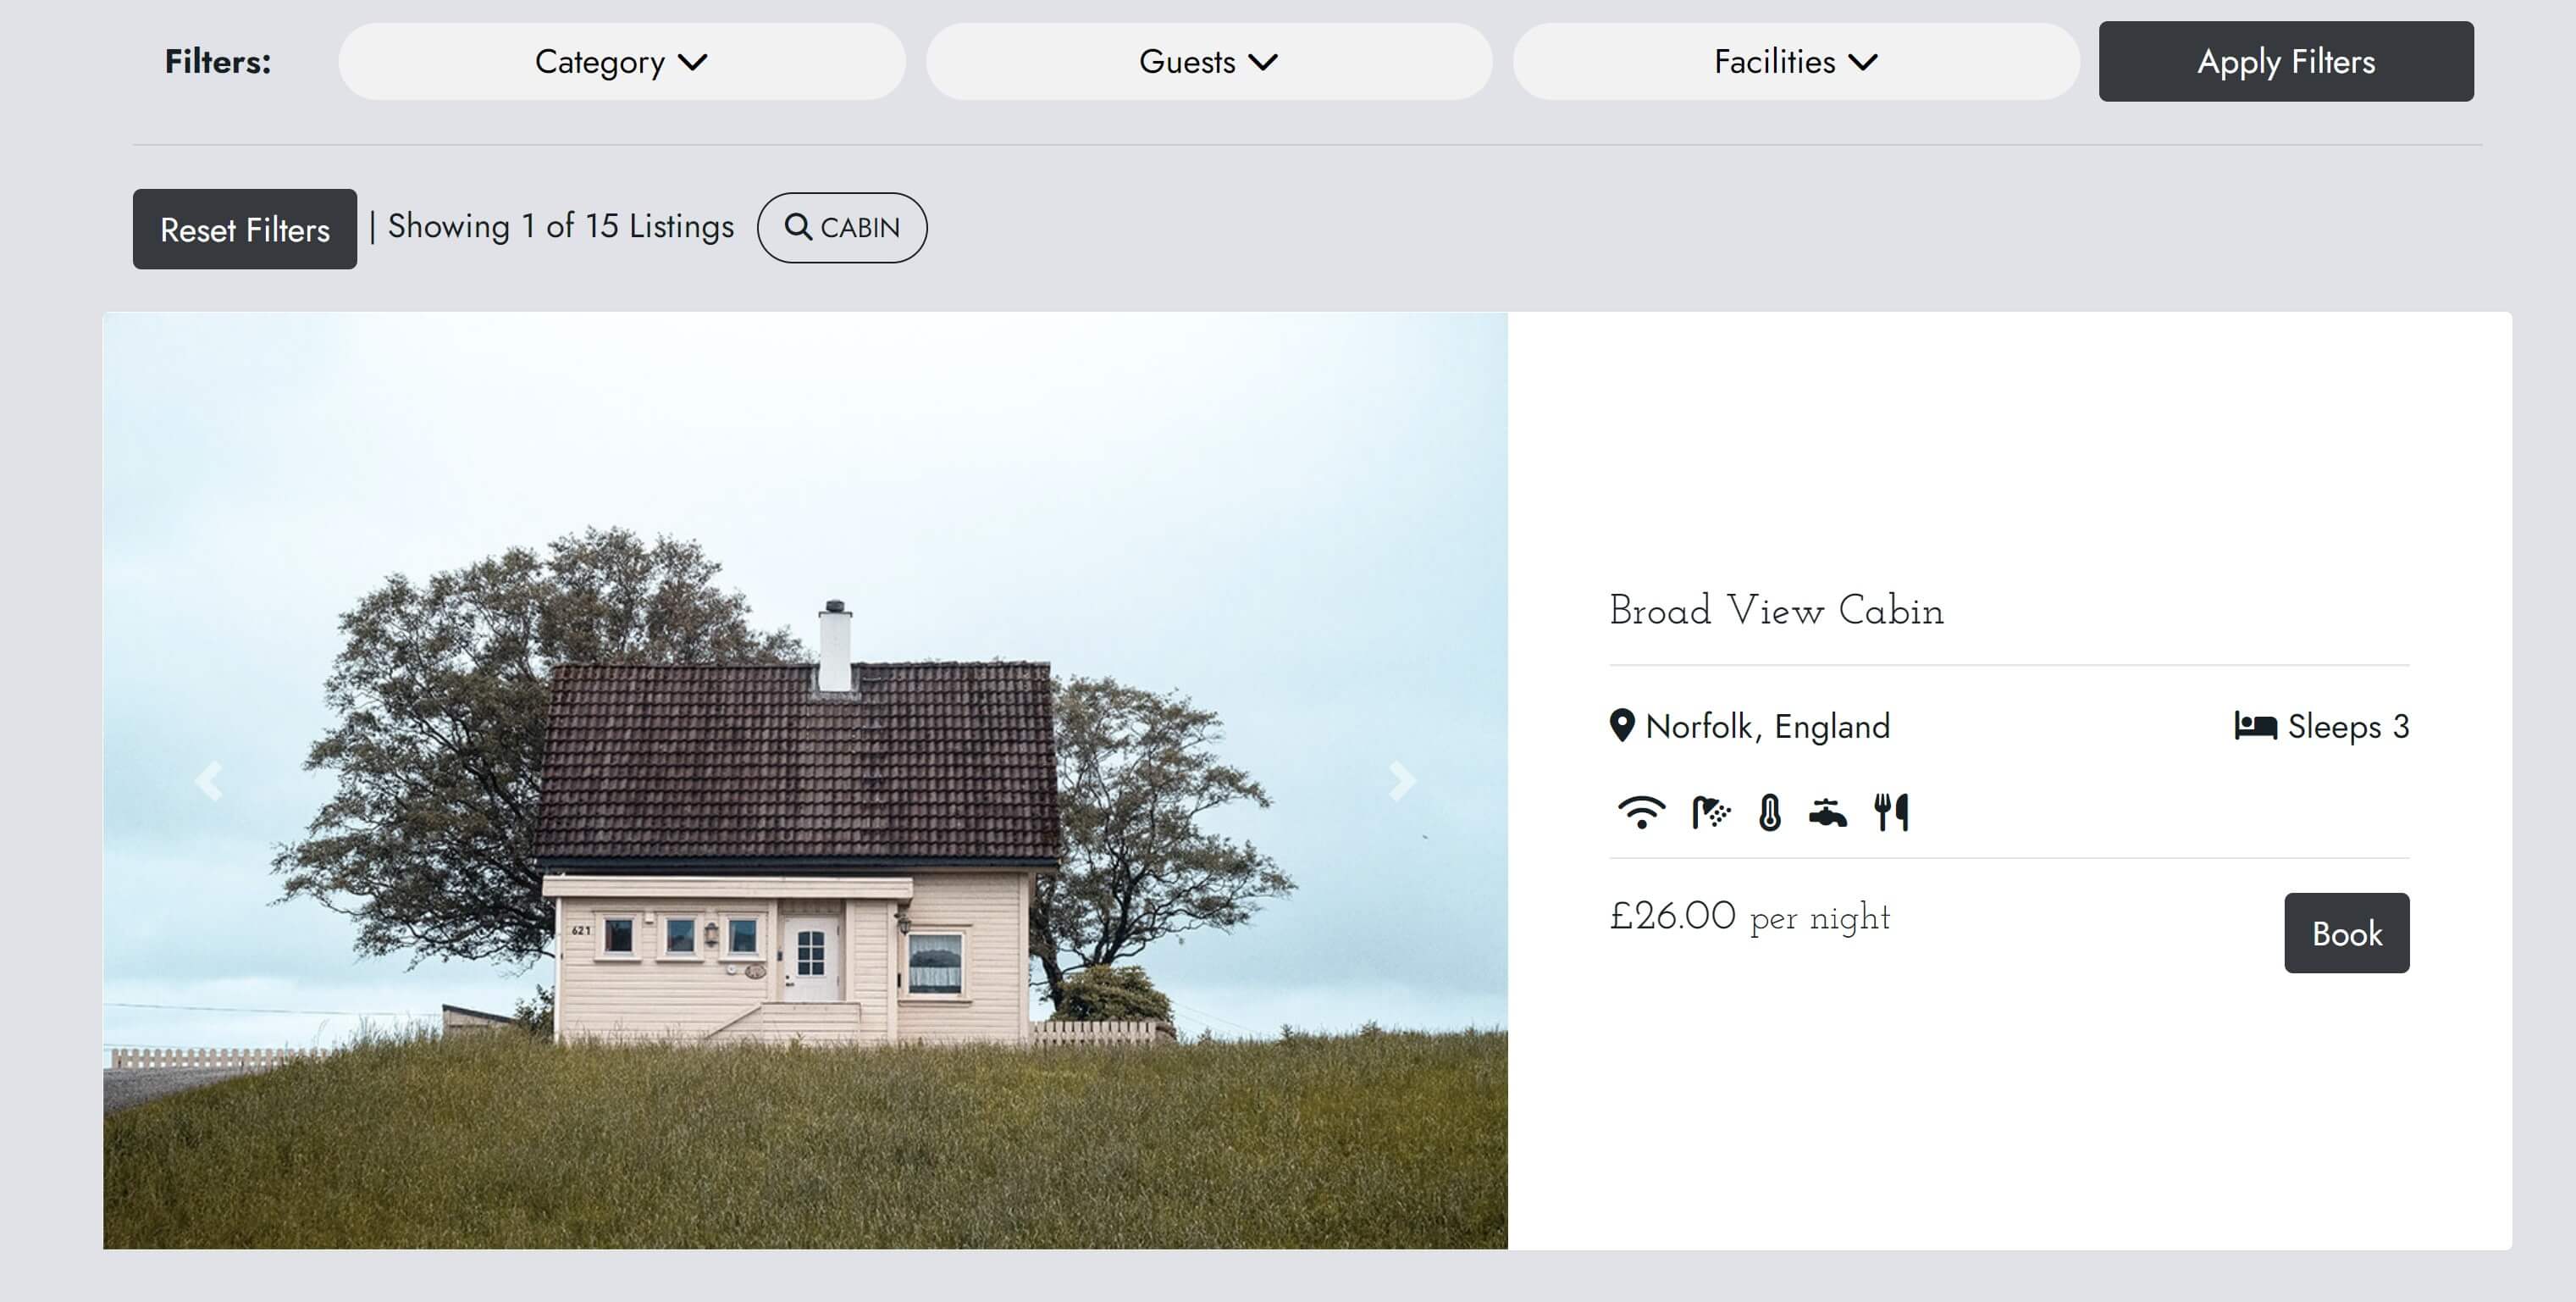 Filters:
Category
Guests
Facilities
Apply Filters
Reset Filters
| Showing 1 of 15 Listings
CABIN
621
Broad View Cabin
Norfolk, England
Sleeps 3
£26.00 per night
Book